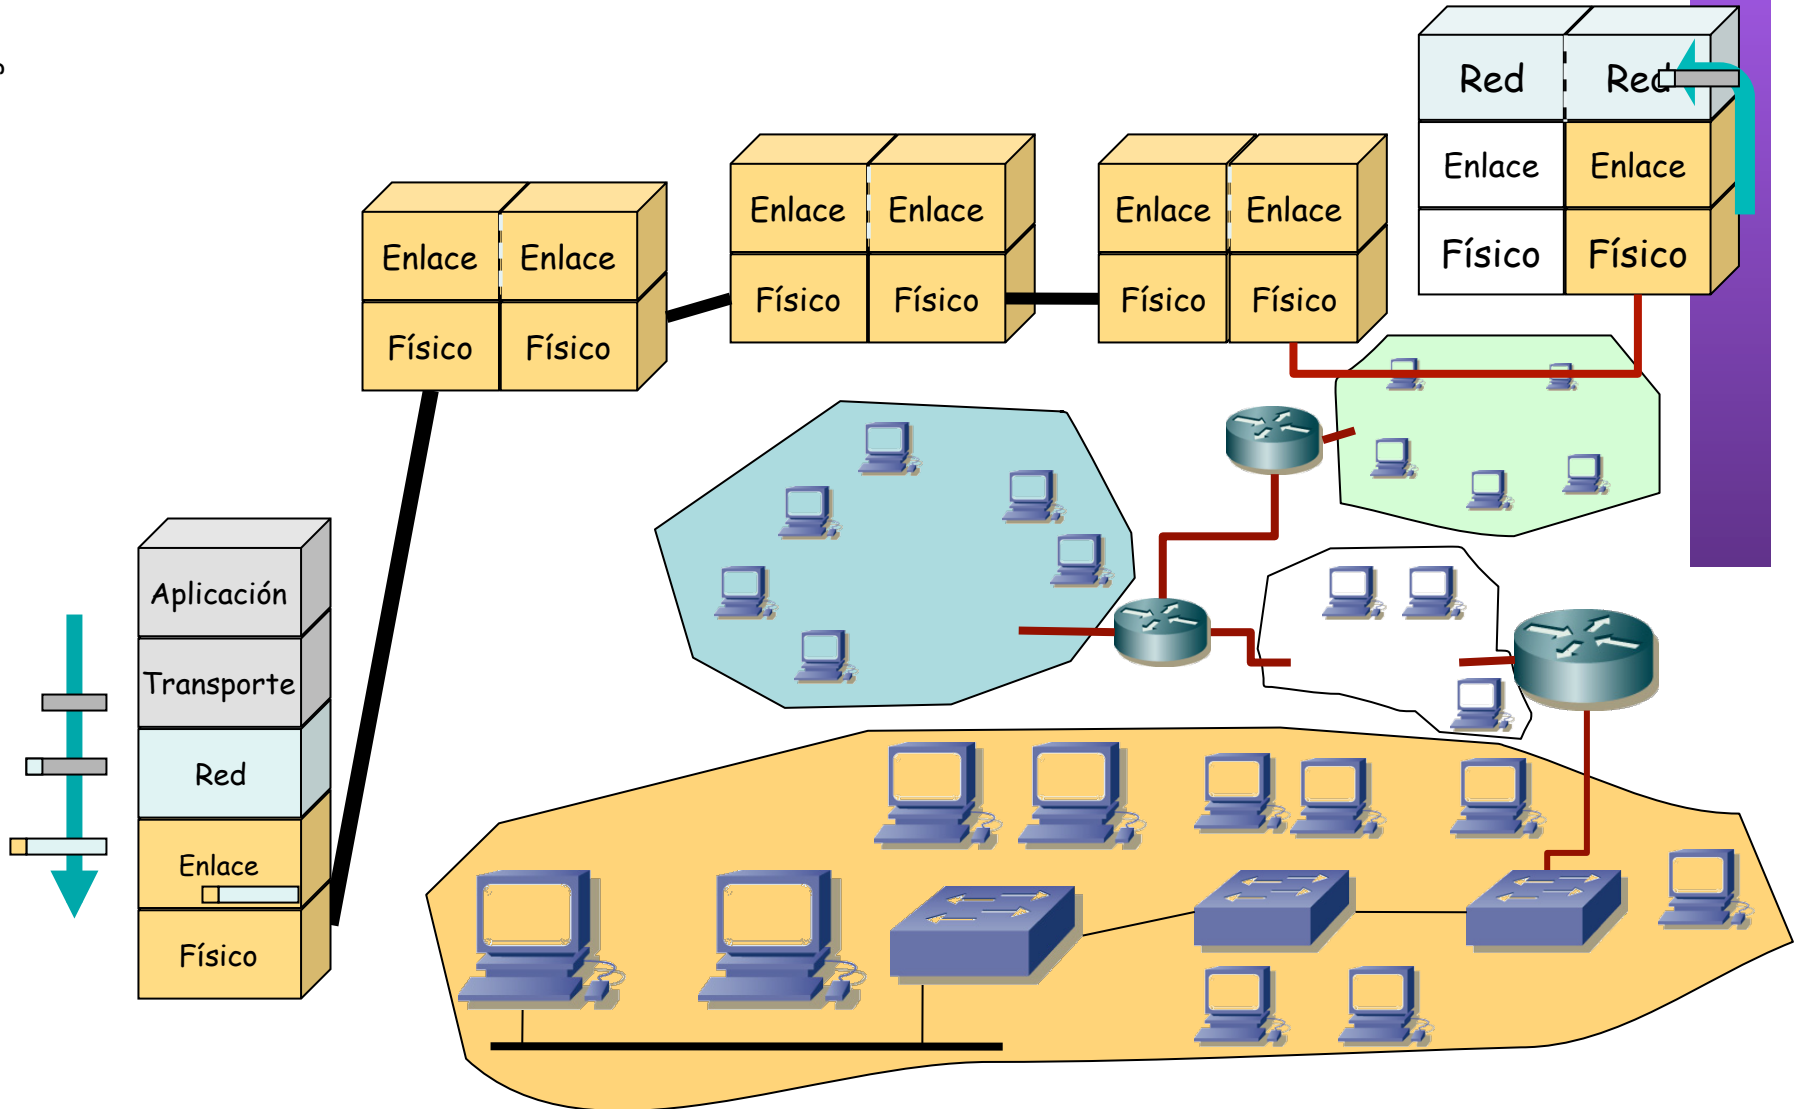 Red Red
Enlace Enlace
Físico Físico
Enlace Enlace
Físico Físico
Enlace Enlace
Físico Físico
Enlace Enlace
Físico Físico
Aplicación
Transporte
Red
Enlace
Físico